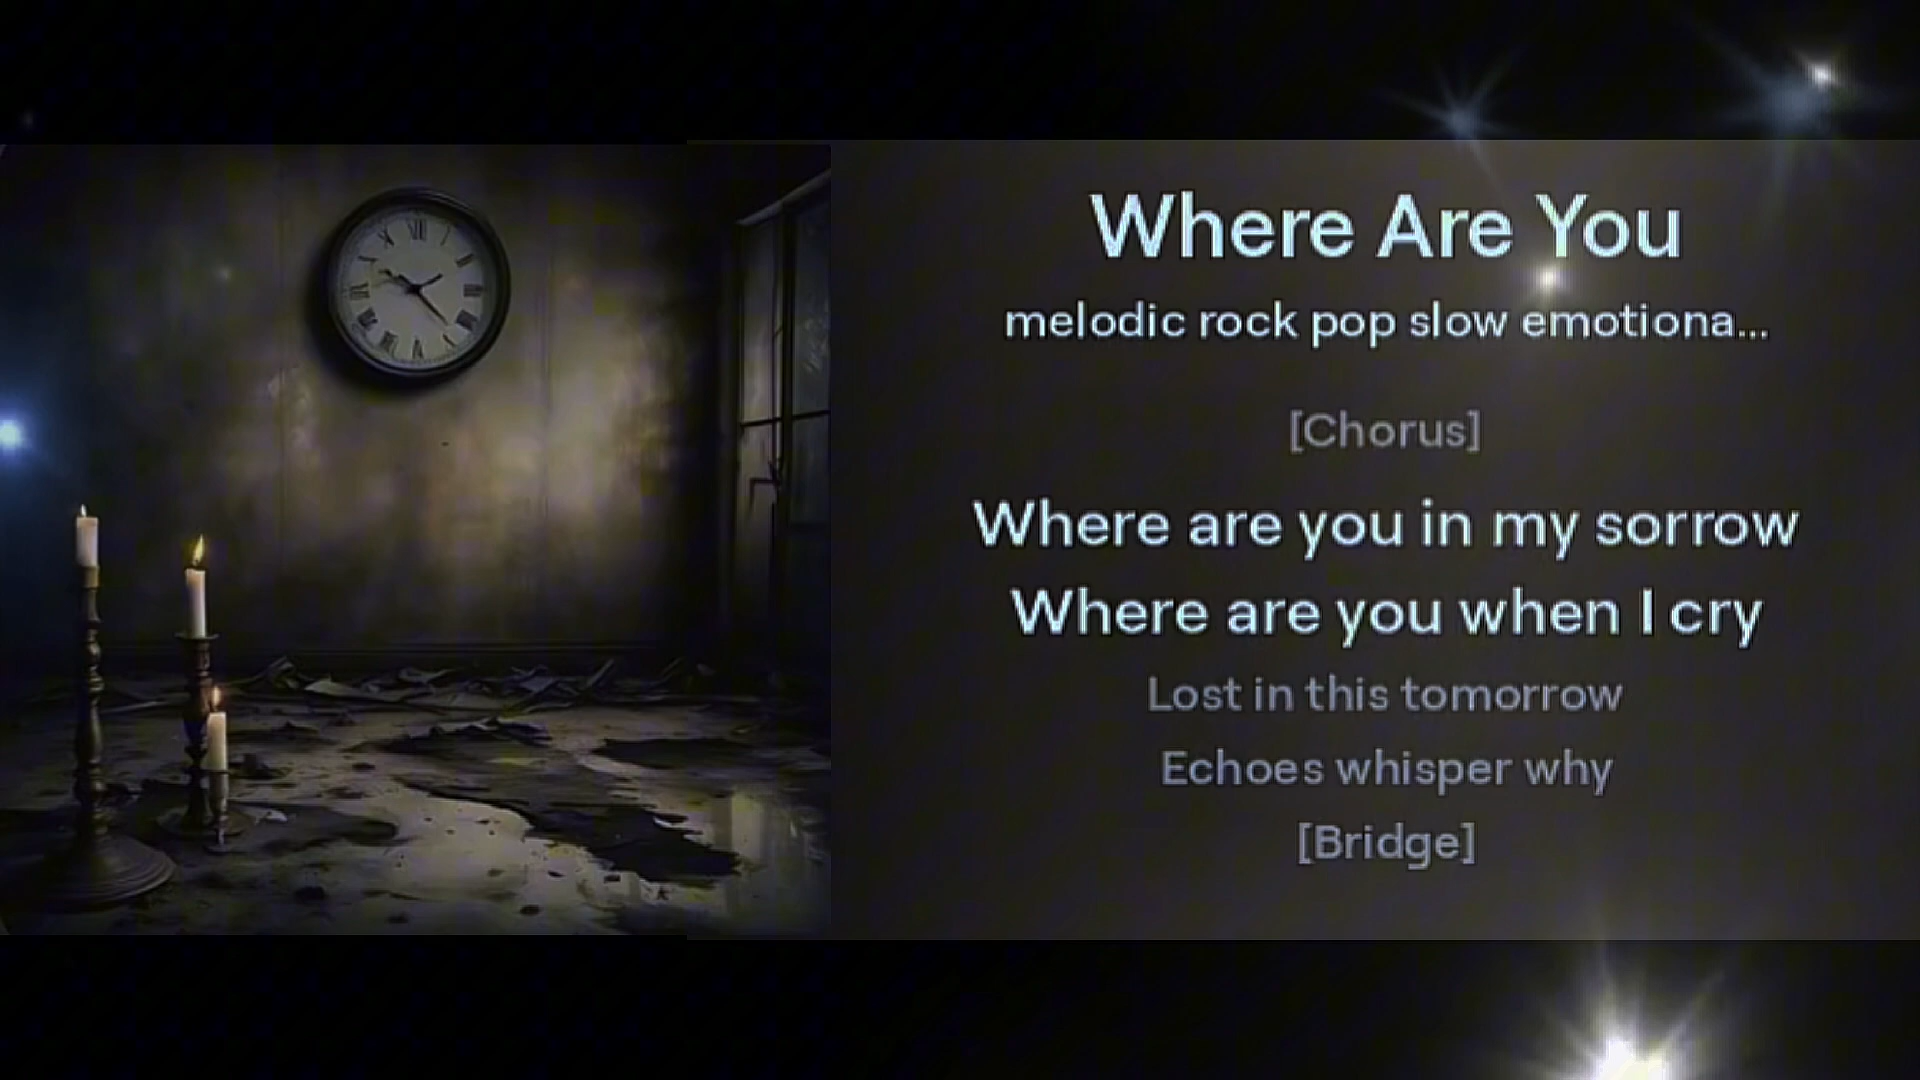 Where Are You
melodic rock pop slow emotiona...
[Chorus]
Where are you in my sorrow
Where are you when I cry
Lost in this tomorrow
Echoes whisper why
[Bridge]